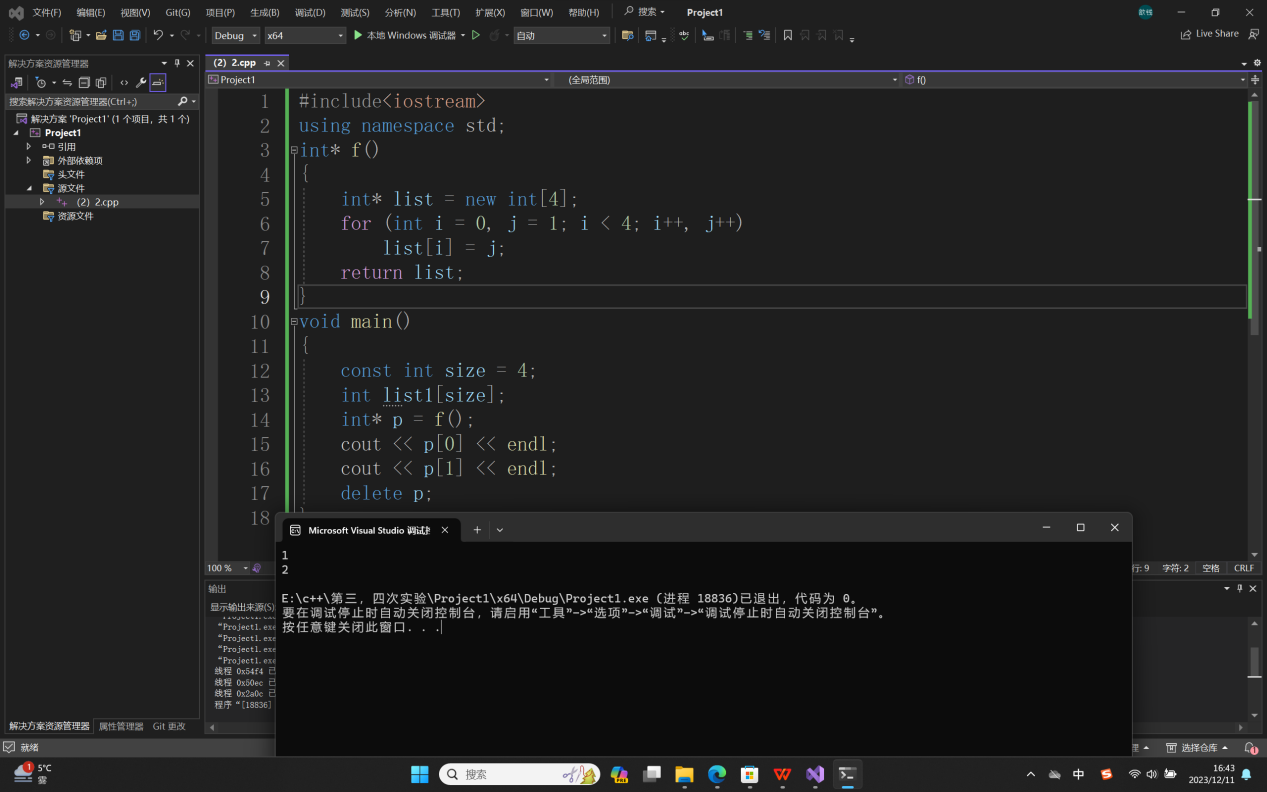 文件(F) 编辑(E) 视图(V) Git(G) 项目(P) 生成(B) 调试(D) 测试(S) 分析(N) 工具(T) 扩展(X) 窗口(W) 帮助(H) 搜索 Project1
Debug x64 本地 Windows 调试器 自动 Live Share
解决方案资源管理器
搜索解决方案资源管理器(Ctrl+;)
解决方案 'Project1' (1 个项目, 共 1 个)
Project1
引用
外部依赖项
头文件
源文件
(2) 2.cpp
资源文件
解决方案资源管理器 属性管理器 Git 更改
(2) 2.cpp
Project1 (全局范围) f()
1 #include<iostream>
2 using namespace std;
3 int* f()
4 {
5 int* list = new int[4];
6 for (int i = 0, j = 1; i < 4; i++, j++)
7 list[i] = j;
8 return list;
9 }
10 void main()
11 {
12 const int size = 4;
13 int list1[size];
14 int* p = f();
15 cout << p[0] << endl;
16 cout << p[1] << endl;
17 delete p;
18
100 % 行: 9 字符: 2 空格 CRLF
输出
显示输出来源(S)
"Project1.exe
"Project1.exe
"Project1.exe
"Project1.exe
线程 0x54f4 已
线程 0x50ec 已
线程 0x2a0c 已
程序 "[18836]
Microsoft Visual Studio 调试
1
2
E:\c++\第三，四次实验\Project1\x64\Debug\Project1.exe (进程 18836)已退出，代码为 0。
要在调试停止时自动关闭控制台，请启用“工具”->“选项”->“调试”->“调试停止时自动关闭控制台”。
按任意键关闭此窗口. . .
就绪 选择仓库 1
1 5°C
雾
搜索
PRE
中
16:43
2023/12/11